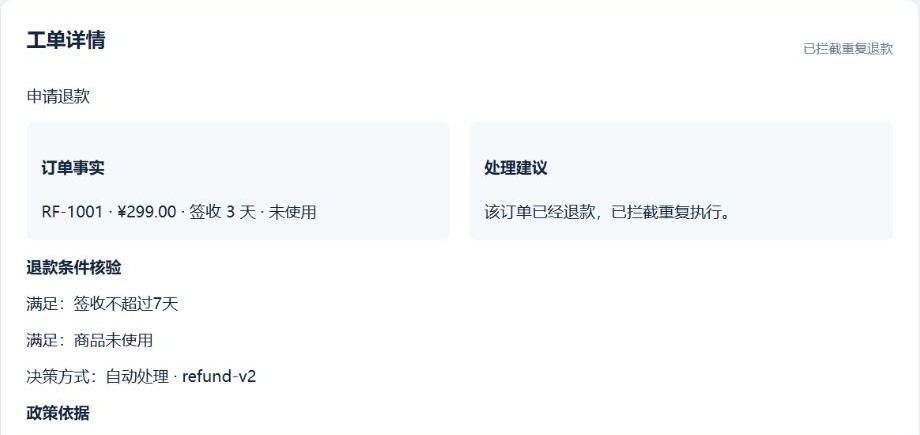 工单详情
已拦截重复退款
申请退款
订单事实
RF-1001 · ¥299.00 · 签收 3 天 · 未使用
处理建议
该订单已经退款，已拦截重复执行。
退款条件核验
满足：签收不超过7天
满足：商品未使用
决策方式：自动处理 · refund-v2
政策依据